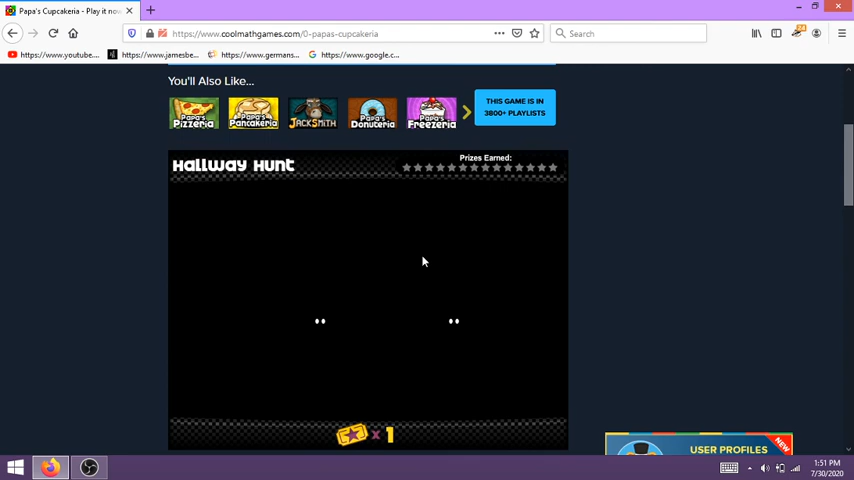 Papa's Cupcakeria - Play it now
https://www.coolmathgames.com/0-papas-cupcakeria
Search
24
https://www.youtube....
https://www.jamesbe...
https://www.germans...
https://www.google.c...
You'll Also Like...
Papa's Pizzeria
Papa's Pancakeria
JACKSMITH
Papa's Donuteria
Papa's Freezeria
THIS GAME IS IN
3800+ PLAYLISTS
Hallway Hunt
Prizes Earned:
x 1
USER PROFILES
NEW
1:51 PM
7/30/2020